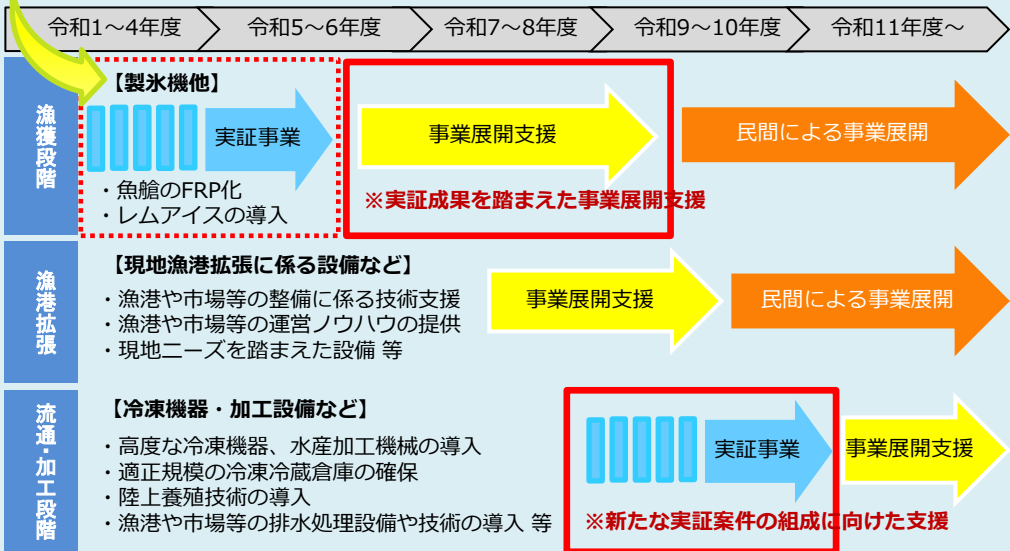 令和1～4年度
令和5～6年度
令和7～8年度
令和9～10年度
令和11年度～
漁獲段階
【製氷機他】
実証事業
・魚艙のFRP化
・レムアイスの導入
事業展開支援
※実証成果を踏まえた事業展開支援
民間による事業展開
漁港拡張
【現地漁港拡張に係る設備など】
・漁港や市場等の整備に係る技術支援
・漁港や市場等の運営ノウハウの提供
・現地ニーズを踏まえた設備 等
事業展開支援
民間による事業展開
流通・加工段階
【冷凍機器・加工設備など】
・高度な冷凍機器、水産加工機械の導入
・適正規模の冷凍冷蔵倉庫の確保
・陸上養殖技術の導入
・漁港や市場等の排水処理設備や技術の導入 等
実証事業
※新たな実証案件の組成に向けた支援
事業展開支援